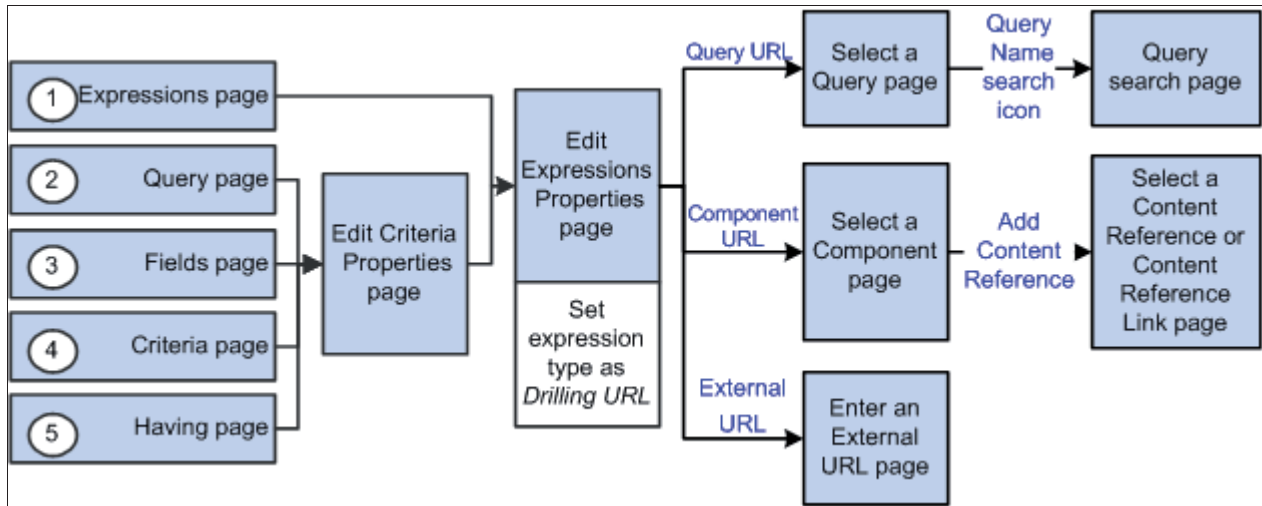 1
Expressions page
2
Query page
3
Fields page
4
Criteria page
5
Having page
Edit Criteria
Properties
page
Edit
Expressions
Properties
page
Set
expression
type as
Drilling URL
Query URL
Select a
Query page
Query
Name
search
icon
Query
search page
Component
URL
Select a
Component
page
Add
Content
Reference
Select a
Content
Reference or
Content
Reference
Link page
External
URL
Enter an
External
URL page